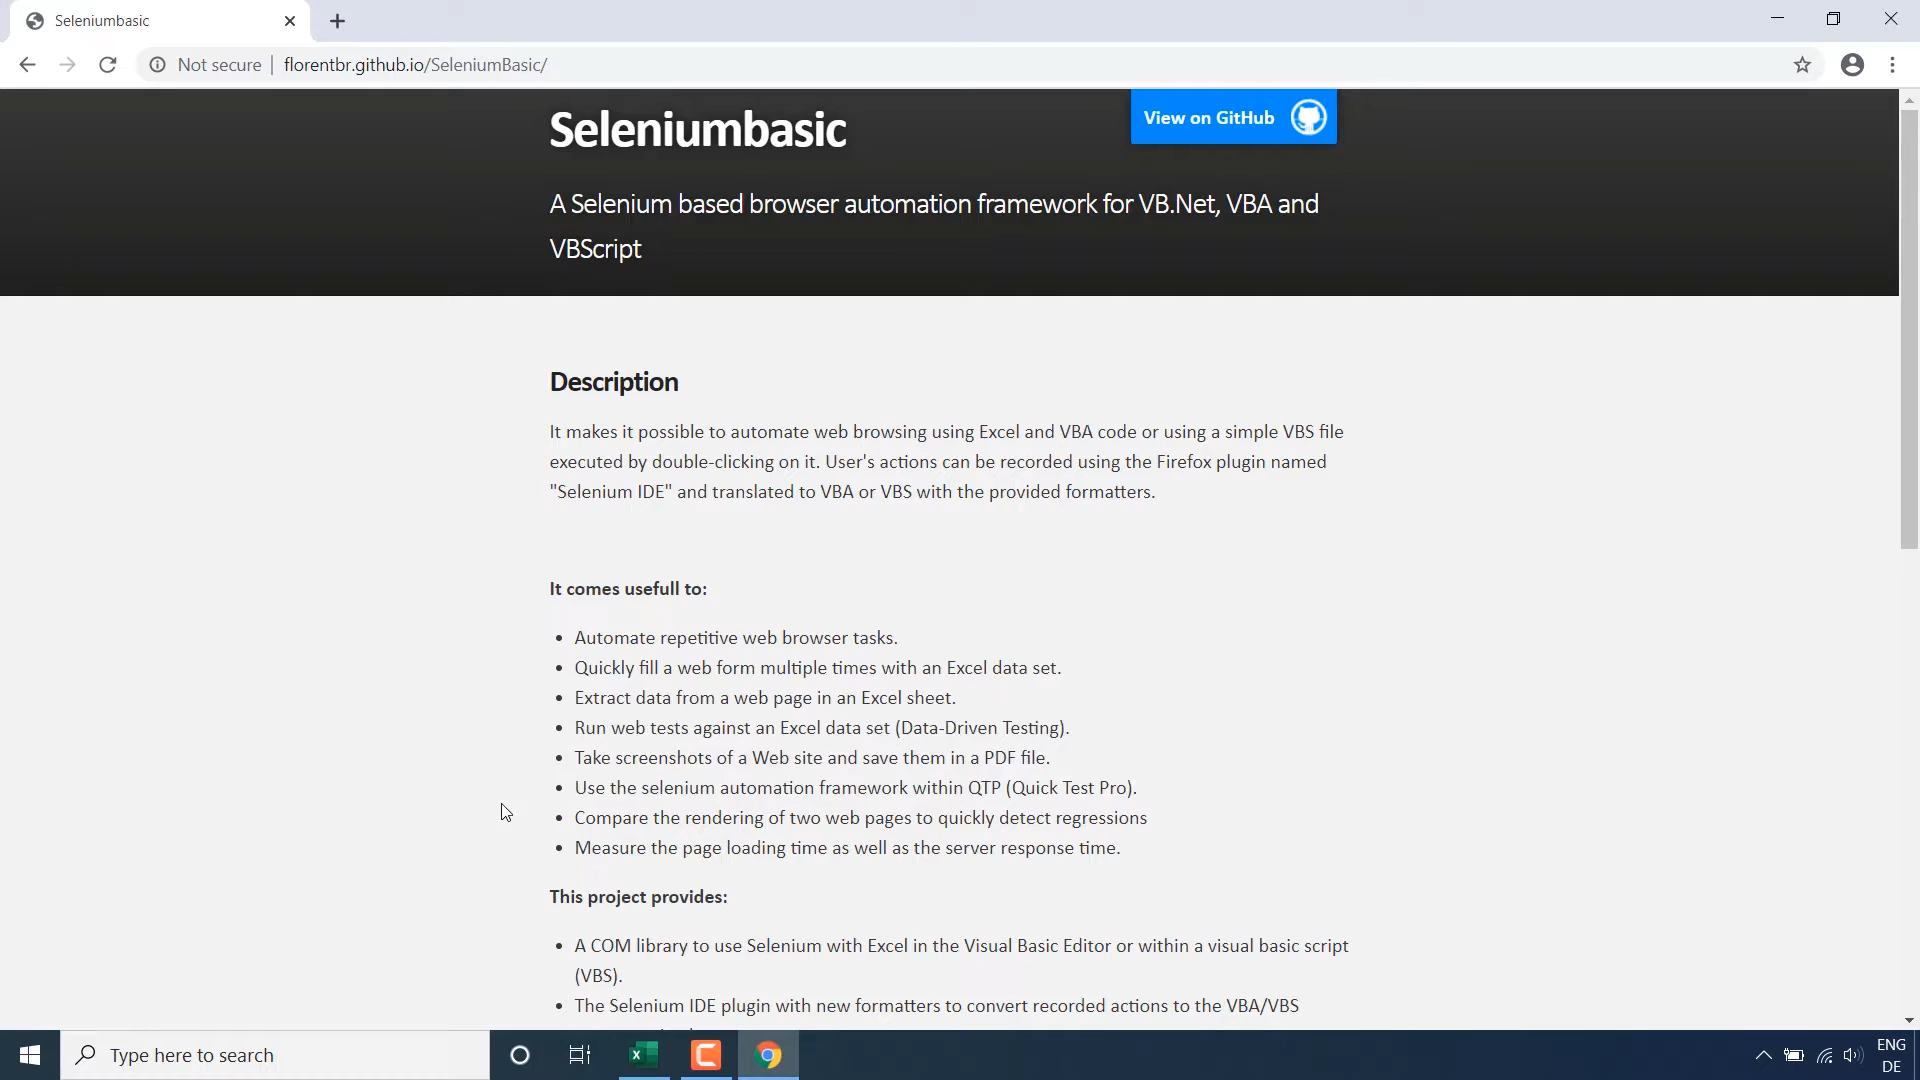 Seleniumbasic
Not secure
florentbr.github.io/SeleniumBasic/
Seleniumbasic
View on GitHub
A Selenium based browser automation framework for VB.Net, VBA and
VBScript
Description
It makes it possible to automate web browsing using Excel and VBA code or using a simple VBS file
executed by double-clicking on it. User's actions can be recorded using the Firefox plugin named
"Selenium IDE" and translated to VBA or VBS with the provided formatters.
It comes usefull to:
• Automate repetitive web browser tasks.
• Quickly fill a web form multiple times with an Excel data set.
• Extract data from a web page in an Excel sheet.
• Run web tests against an Excel data set (Data-Driven Testing).
• Take screenshots of a Web site and save them in a PDF file.
• Use the selenium automation framework within QTP (Quick Test Pro).
• Compare the rendering of two web pages to quickly detect regressions
• Measure the page loading time as well as the server response time.
This project provides:
• A COM library to use Selenium with Excel in the Visual Basic Editor or within a visual basic script
(VBS).
• The Selenium IDE plugin with new formatters to convert recorded actions to the VBA/VBS
Type here to search
ENG
DE